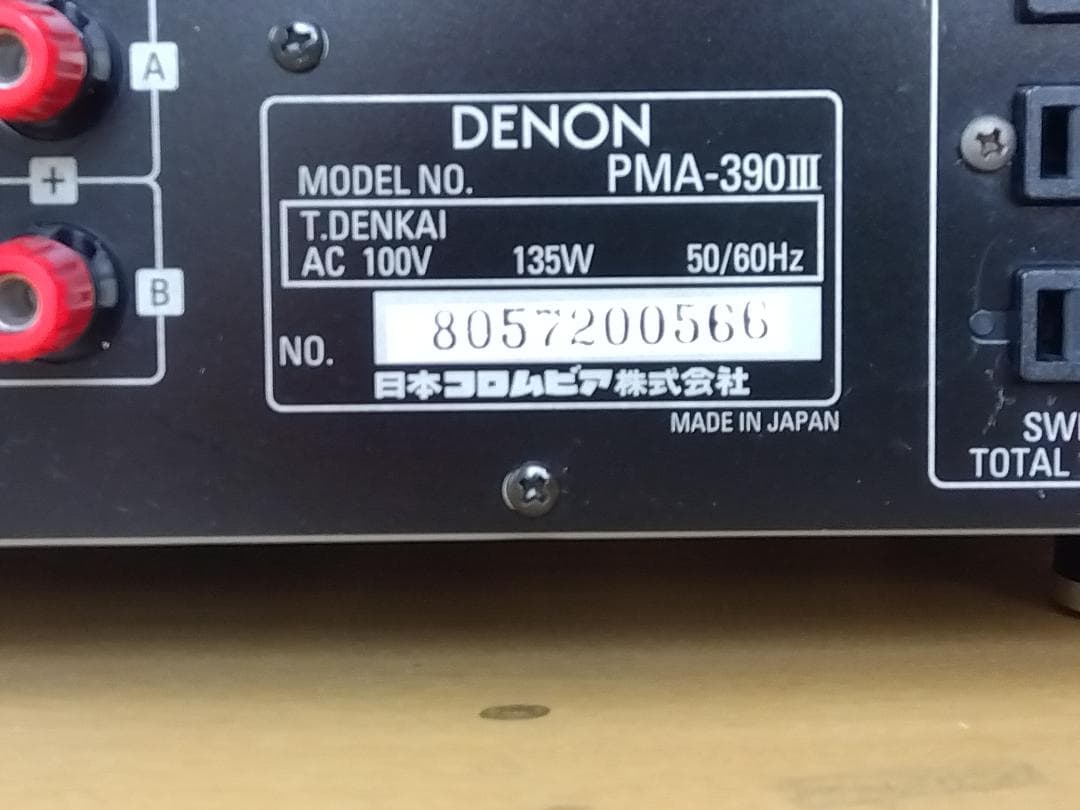 A
+
B
DENON
MODEL NO. PMA-390III
T.DENKAI
AC 100V 135W 50/60Hz
NO. 8057200566
日本コロムビア株式会社
MADE IN JAPAN
TOTAL